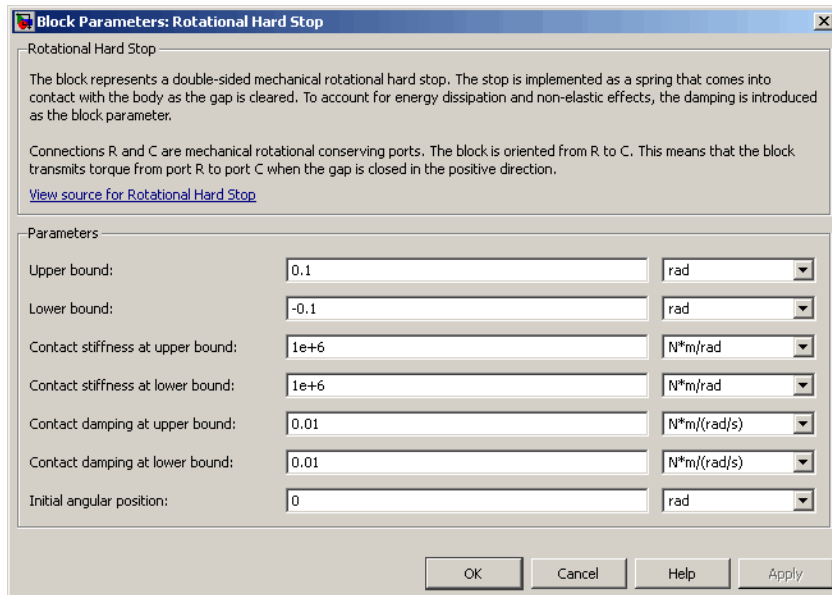 Block Parameters: Rotational Hard Stop
Rotational Hard Stop
The block represents a double-sided mechanical rotational hard stop. The stop is implemented as a spring that comes into
contact with the body as the gap is cleared. To account for energy dissipation and non-elastic effects, the damping is introduced
as the block parameter.
Connections R and C are mechanical rotational conserving ports. The block is oriented from R to C. This means that the block
transmits torque from port R to port C when the gap is closed in the positive direction.
View source for Rotational Hard Stop
Parameters
Upper bound: 0.1 rad
Lower bound: -0.1 rad
Contact stiffness at upper bound: 1e+6 N*m/rad
Contact stiffness at lower bound: 1e+6 N*m/rad
Contact damping at upper bound: 0.01 N*m/(rad/s)
Contact damping at lower bound: 0.01 N*m/(rad/s)
Initial angular position: 0 rad
OK Cancel Help Apply